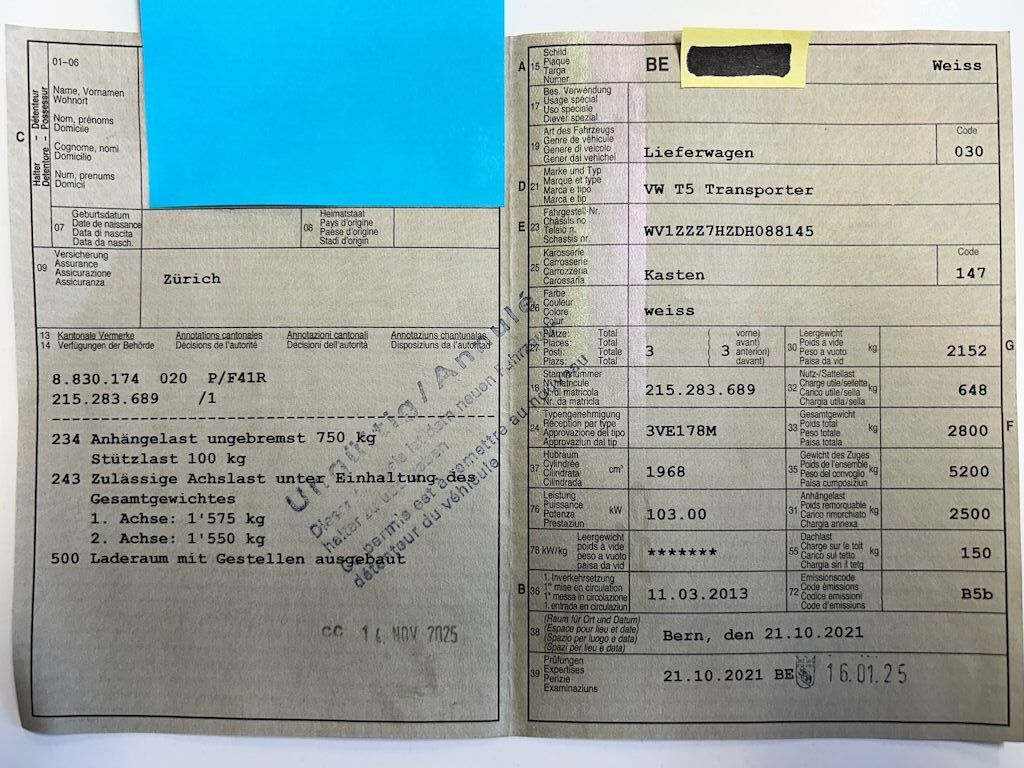 01–06
Halter – Détenteur
Detentore – Possessur
C
Name, Vornamen
Wohnort
Nom, prénoms
Domicile
Cognome, nomi
Domicilio
Num, prenums
Domicil
07
Geburtsdatum
Date de naissance
Data di nascita
Data da nasch.
08
Heimatstaat
Pays d'origine
Paese d'origine
Stadi d'origin
09
Versicherung
Assurance
Assicurazione
Assicuranza
Zürich
13 Kantonale Vermerke Annotations cantonales Annotazioni cantonali Annotaziuns chantunalas
14 Verfügungen der Behörde Décisions de l'autorité Decisioni dell'autorità Disposiziuns da l'autoritad
8.830.174 020 P/F41R
215.283.689 /1
234 Anhängelast ungebremst 750 kg
Stützlast 100 kg
243 Zulässige Achslast unter Einhaltung des
Gesamtgewichtes
1. Achse: 1'575 kg
2. Achse: 1'550 kg
500 Laderaum mit Gestellen ausgebaut
Ungültig / Annulé
neuen Fahrzeug-
halter
permis est à remettre au nouveau
détenteur du véhicule
CC 14. NOV 2025
A 15
Schild
Plaque
Targa
Numer
BE
Weiss
17
Bes. Verwendung
Usage spécial
Uso speciale
Diever spezial
19
Art des Fahrzeugs
Genre de véhicule
Genere di veicolo
Gener dal vehichel
Lieferwagen
Code
030
D 21
Marke und Typ
Marque et type
Marca e tipo
Marca e tip
VW T5 Transporter
E 23
Fahrgestell-Nr.
Châssis no
Telaio n.
Schassis nr.
WV1ZZZ7HZDH088145
25
Karosserie
Carrosserie
Carrozzeria
Carossaria
Kasten
Code
147
26
Farbe
Couleur
Colore
Colur
weiss
Plätze: Total
Places: Total
Posti: Totale
Plazs: Total
3
vorne)
avant)
3 anteriori)
davant)
30
Leergewicht
Poids à vide
Peso a vuoto
Paisa da vid
kg
2152
G
18
Stammnummer
No matricule
N. di matricola
Nr. da matricla
215.283.689
32
Nutz-/Sattellast
Charge utile/sellette
Carico utile/sella
Chargia utila/sella
kg
648
24
Typengenehmigung
Réception par type
Approvazione del tipo
Approvaziun dal tip
3VE178M
33
Gesamtgewicht
Poids total
Peso totale
Paisa totala
kg
2800
F
37
Hubraum
Cylindrée
Cilindrata
Cilindrada
cm³
1968
35
Gewicht des Zuges
Poids de l'ensemble
Peso del convoglio
Paisa cumposiziun
kg
5200
76
Leistung
Puissance
Potenza
Prestaziun
kW
103.00
31
Anhängelast
Poids remorquable
Carico rimorchiato
Chargia annexa
kg
2500
78 kW/kg
Leergewicht
poids à vide
peso a vuoto
paisa da vid
*******
55
Dachlast
Charge sur le toit
Carico sul tetto
Chargia sin il tetg
kg
150
B 36
1. Inverkehrsetzung
1re mise en circulation
1a messa in circolazione
1. entrada en circulaziun
11.03.2013
72
Emissionscode
Code émissions
Codice emissioni
Code d'emissiuns
B5b
38
(Raum für Ort und Datum)
(Espace pour lieu et date)
(Spazio per luogo e data)
(Spazi per lieu e data)
Bern, den 21.10.2021
39
Prüfungen
Expertises
Perizie
Examinaziuns
21.10.2021 BE 16.01.25